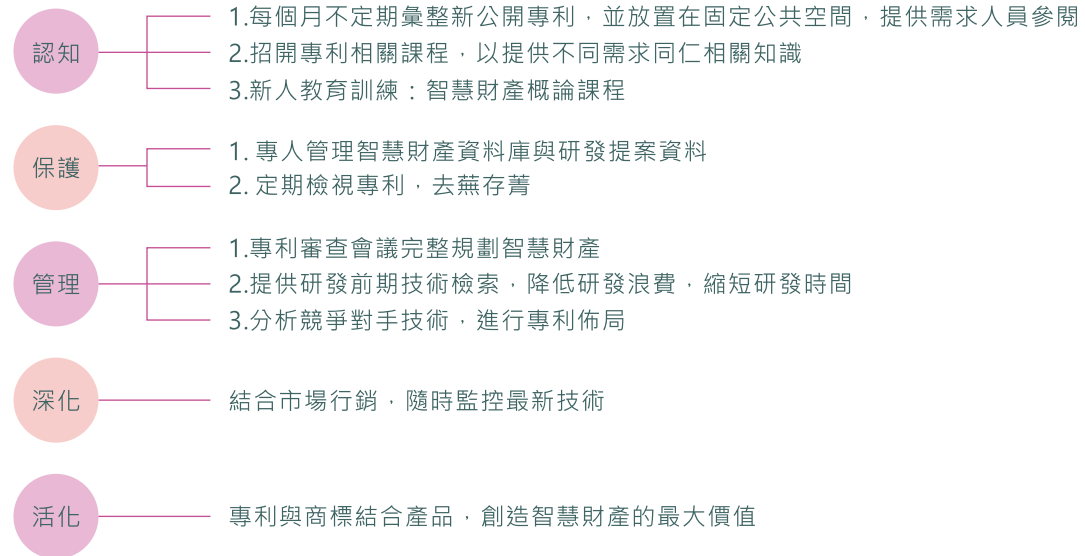 認知
1.每個月不定期彙整新公開專利，並放置在固定公共空間，提供需求人員參閱
2.招開專利相關課程，以提供不同需求同仁相關知識
3.新人教育訓練：智慧財產概論課程
保護
1. 專人管理智慧財產資料庫與研發提案資料
2. 定期檢視專利，去蕪存菁
管理
1.專利審查會議完整規劃智慧財產
2.提供研發前期技術檢索，降低研發浪費，縮短研發時間
3.分析競爭對手技術，進行專利佈局
深化
結合市場行銷，隨時監控最新技術
活化
專利與商標結合產品，創造智慧財產的最大價值